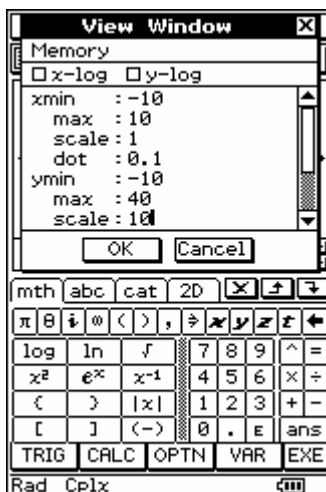 View Window X
Memory
x-log y-log
xmin :-10
max :10
scale:1
dot :0.1
ymin :-10
max :40
scale:10
OK Cancel
mth abc cat 2D
π θ i ∞ ( ) , ⇒ x y z t ←
log ln √ 7 8 9 ^ =
x² eˣ x⁻¹ 4 5 6 × ÷
{ } |x| 1 2 3 + -
[ ] (-) 0 . E ans
TRIG CALC OPTN VAR EXE
Rad Cplx